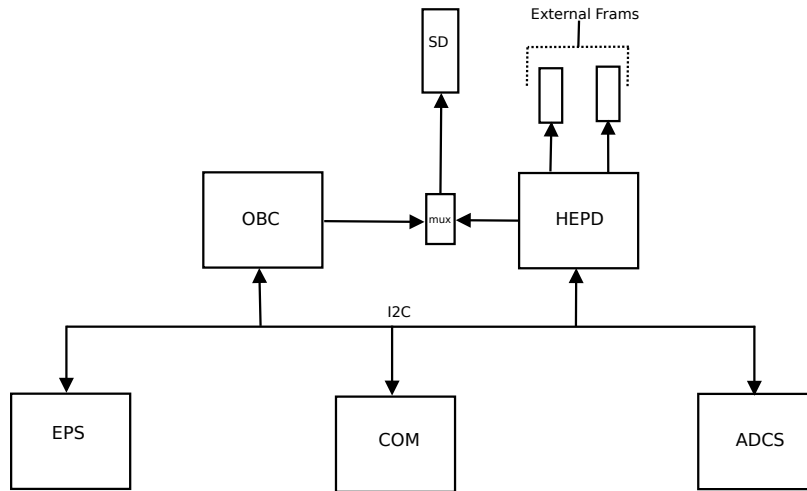 External Frams
SD
OBC
mux
HEPD
I2C
EPS
COM
ADCS